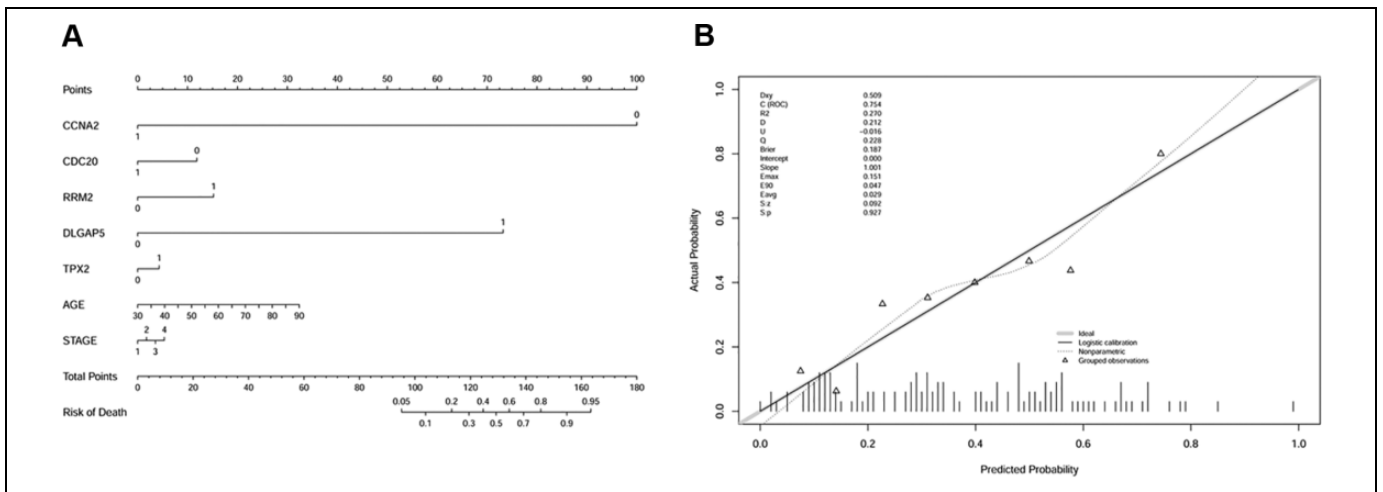 A
Points
0 10 20 30 40 50 60 70 80 90 100
CCNA2
0
1
CDC20
0
1
RRM2
1
0
DLGAP5
1
0
TPX2
1
0
AGE
30 40 50 60 70 80 90
STAGE
2 4
1 3
Total Points
0 20 40 60 80 100 120 140 160 180
Risk of Death
0.05 0.2 0.4 0.6 0.8 0.95
0.1 0.3 0.5 0.7 0.9
B
Actual Probability
1.0
0.8
0.6
0.4
0.2
0.0
Dxy 0.509
C (ROC) 0.754
R2 0.270
D 0.212
U -0.016
Q 0.228
Brier 0.187
Intercept 0.000
Slope 1.001
Emax 0.151
E90 0.047
Eavg 0.029
S:z 0.092
S:p 0.927
Ideal
Logistic calibration
Nonparametric
Grouped observations
0.0 0.2 0.4 0.6 0.8 1.0
Predicted Probability